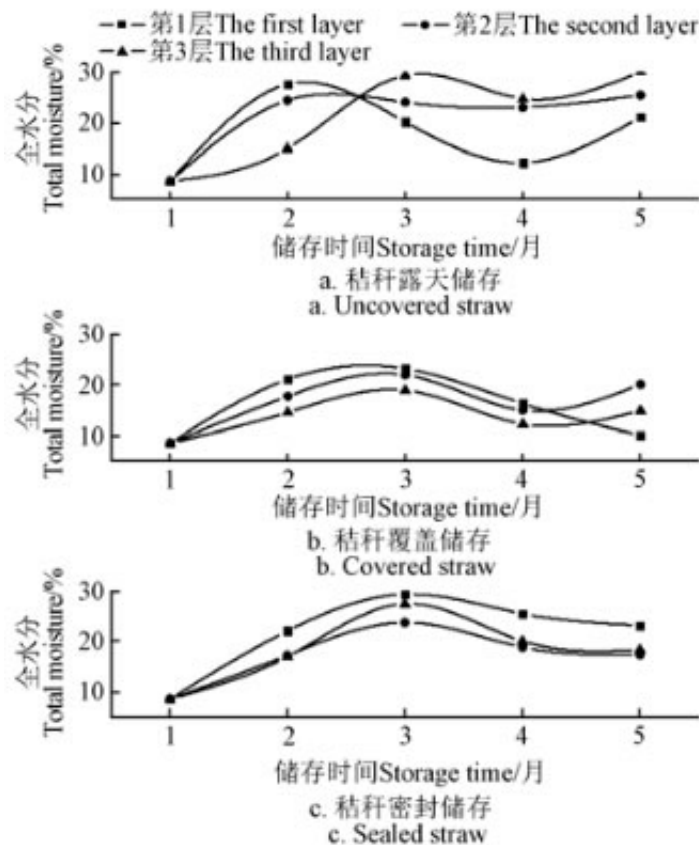 第1层The first layer 第2层The second layer
第3层The third layer
全水分
Total moisture/%
30
20
10
1 2 3 4 5
储存时间Storage time/月
a. 秸秆露天储存
a. Uncovered straw
全水分
Total moisture/%
30
20
10
1 2 3 4 5
储存时间Storage time/月
b. 秸秆覆盖储存
b. Covered straw
全水分
Total moisture/%
30
20
10
1 2 3 4 5
储存时间Storage time/月
c. 秸秆密封储存
c. Sealed straw